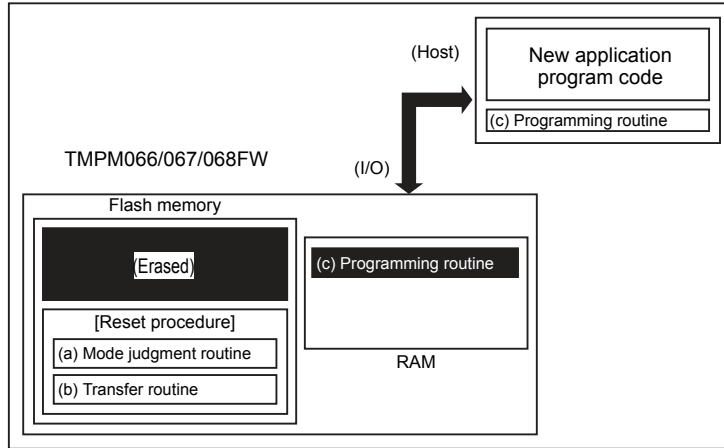 (Host)
New application
program code
(c) Programming routine
TMPM066/067/068FW
(I/O)
Flash memory
(Erased)
(c) Programming routine
[Reset procedure]
(a) Mode judgment routine
(b) Transfer routine
RAM